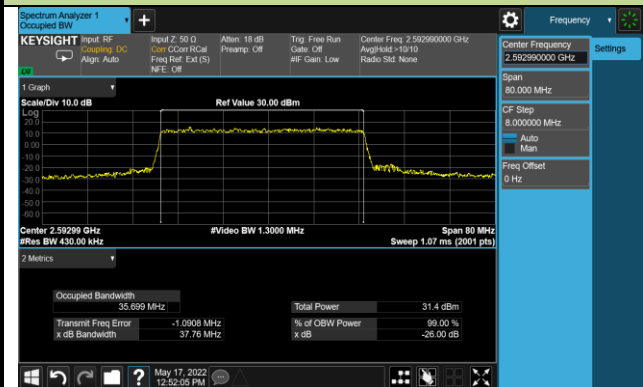 Spectrum Analyzer 1
Occupied BW
Frequency
KEYSIGHT
Input: RF
Coupling: DC
Align: Auto
Input Z: 50 Ω
Corr CCorr RCal
Freq Ref: Ext (S)
NFE: Off
Atten: 18 dB
Preamp: Off
Trig: Free Run
Gate: Off
#IF Gain: Low
Center Freq: 2.592990000 GHz
Avg|Hold:>10/10
Radio Std: None
Center Frequency
2.592990000 GHz
Settings
Span
80.000 MHz
CF Step
8.000000 MHz
Auto
Man
Freq Offset
0 Hz
1 Graph
Scale/Div 10.0 dB
Ref Value 30.00 dBm
Log
20.0
10.0
0.00
-10.0
-20.0
-30.0
-40.0
-50.0
-60.0
Center 2.59299 GHz
#Video BW 1.3000 MHz
Span 80 MHz
#Res BW 430.00 kHz
Sweep 1.07 ms (2001 pts)
2 Metrics
Occupied Bandwidth
35.699 MHz
Total Power
31.4 dBm
Transmit Freq Error
-1.0908 MHz
% of OBW Power
99.00 %
x dB Bandwidth
37.76 MHz
x dB
-26.00 dB
May 17, 2022
12:52:05 PM